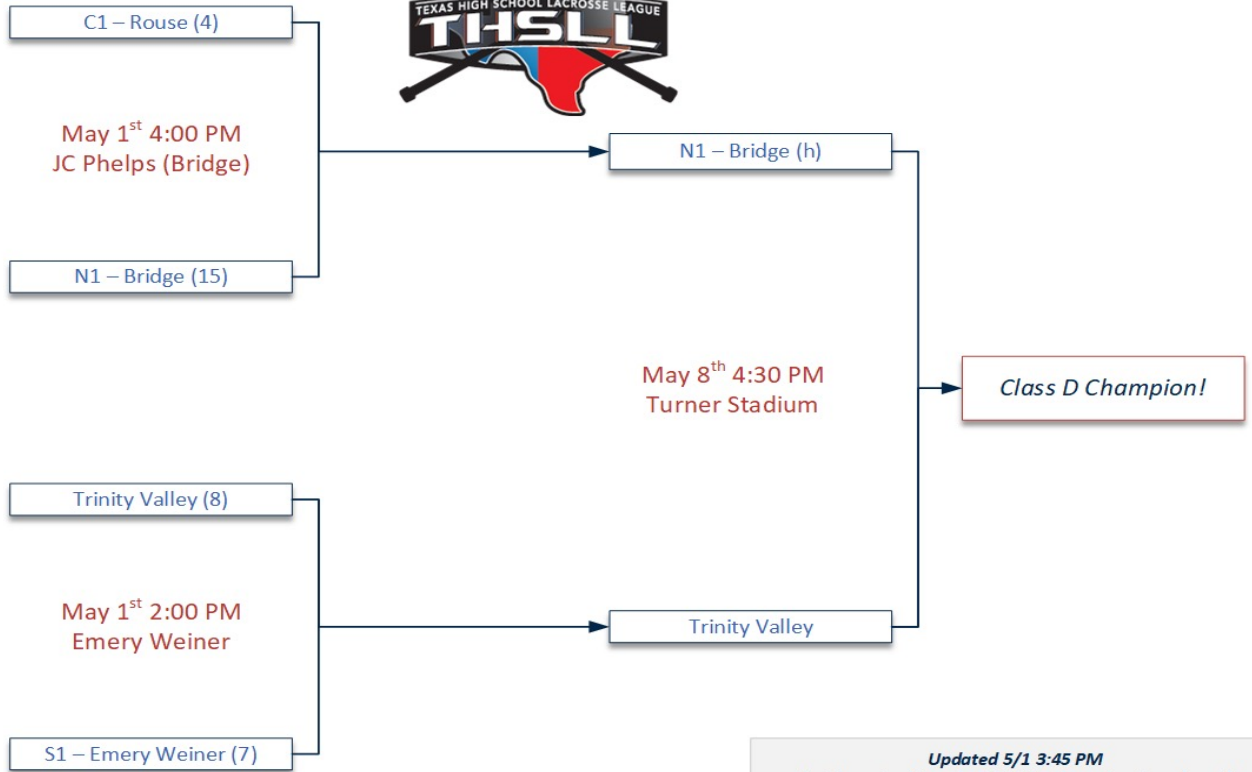 TEXAS HIGH SCHOOL LACROSSE LEAGUE
THSLL
C1 – Rouse (4)
May 1st 4:00 PM
JC Phelps (Bridge)
N1 – Bridge (15)
N1 – Bridge (h)
May 8th 4:30 PM
Turner Stadium
Class D Champion!
Trinity Valley (8)
May 1st 2:00 PM
Emery Weiner
Trinity Valley
S1 – Emery Weiner (7)
Updated 5/1 3:45 PM